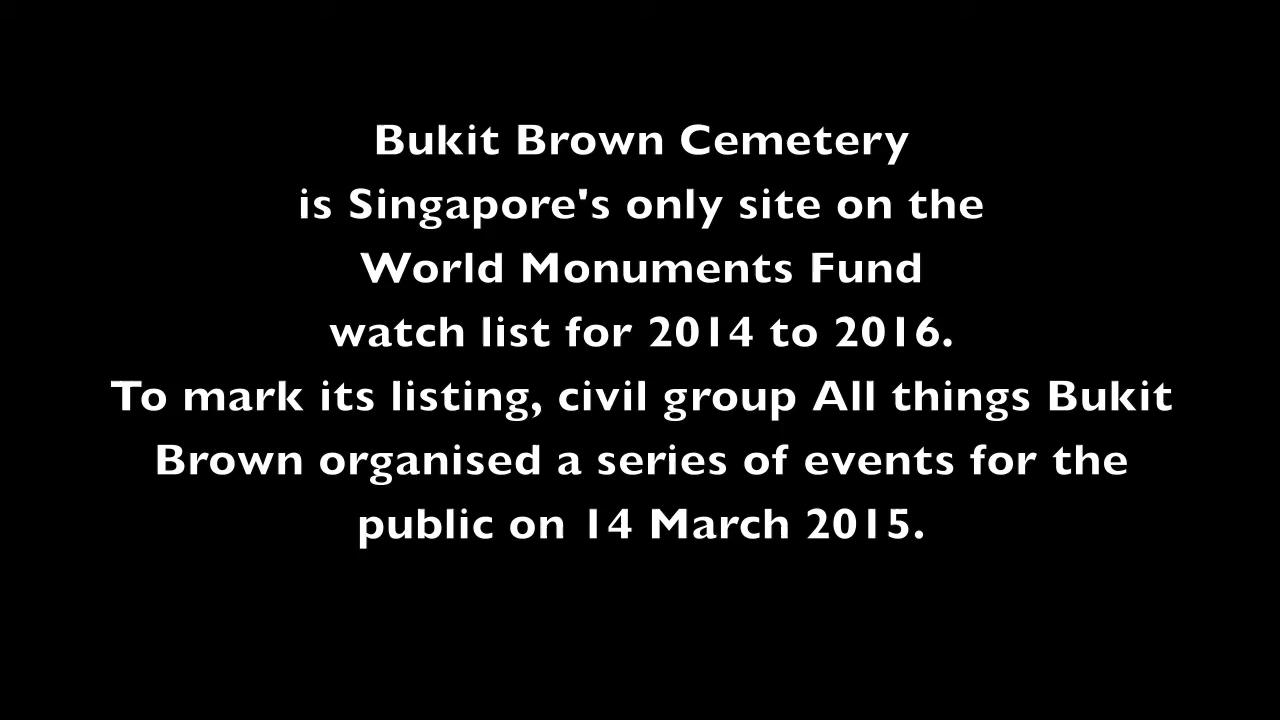 Bukit Brown Cemetery
is Singapore's only site on the
World Monuments Fund
watch list for 2014 to 2016.
To mark its listing, civil group All things Bukit
Brown organised a series of events for the
public on 14 March 2015.